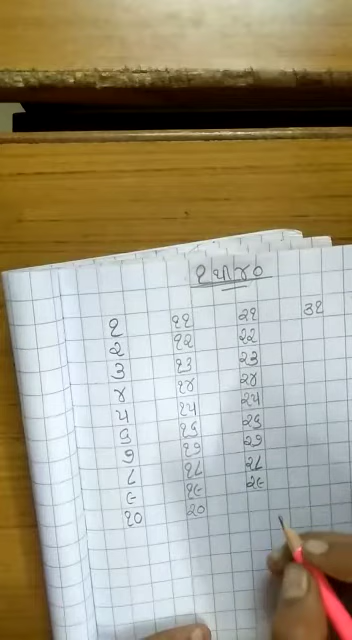 ૧ થી ૪૦
૧ ૧૧ ૨૧ ૩૧
૨ ૧૨ ૨૨
૩ ૧૩ ૨૩
૪ ૧૪ ૨૪
૫ ૧૫ ૨૫
૬ ૧૬ ૨૬
૭ ૧૭ ૨૭
૮ ૧૮ ૨૮
૯ ૧૯ ૨૯
૧૦ ૨૦